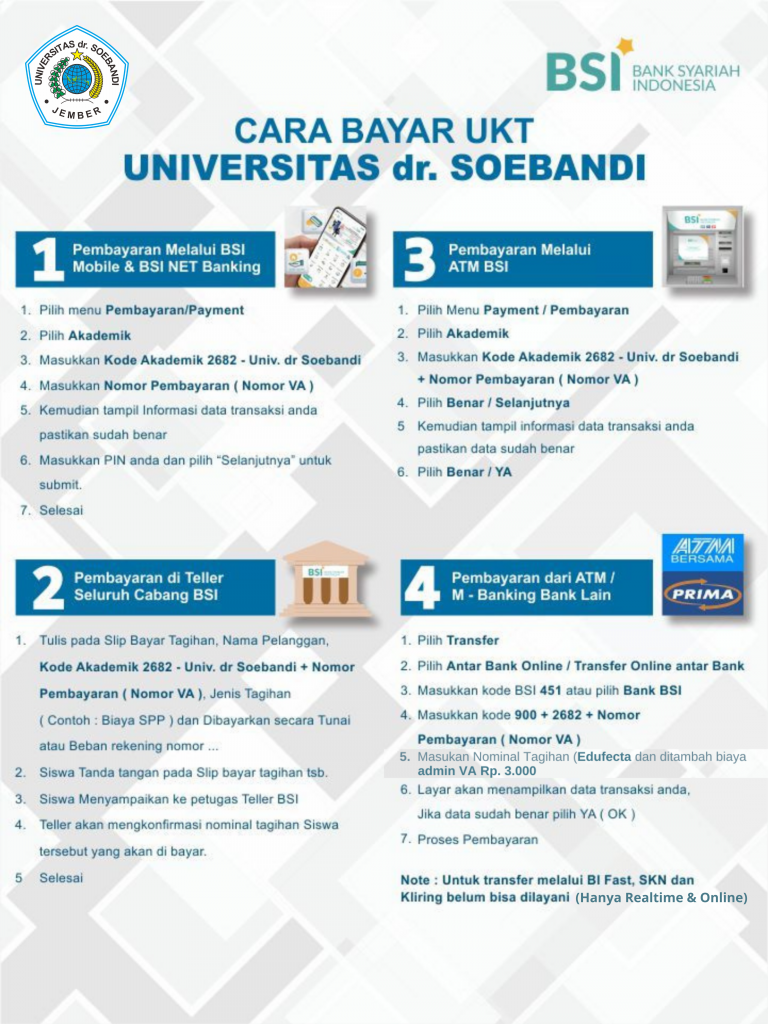 UNIVERSITAS dr. SOEBANDI
JEMBER
BSI BANK SYARIAH
INDONESIA
CARA BAYAR UKT
UNIVERSITAS dr. SOEBANDI
1 Pembayaran Melalui BSI
Mobile & BSI NET Banking
1. Pilih menu Pembayaran/Payment
2. Pilih Akademik
3. Masukkan Kode Akademik 2682 - Univ. dr Soebandi
4. Masukkan Nomor Pembayaran ( Nomor VA )
5. Kemudian tampil Informasi data transaksi anda
pastikan sudah benar
6. Masukkan PIN anda dan pilih “Selanjutnya” untuk
submit.
7. Selesai
2 Pembayaran di Teller
Seluruh Cabang BSI
BSI
1. Tulis pada Slip Bayar Tagihan, Nama Pelanggan,
Kode Akademik 2682 - Univ. dr Soebandi + Nomor
Pembayaran ( Nomor VA ), Jenis Tagihan
( Contoh : Biaya SPP ) dan Dibayarkan secara Tunai
atau Beban rekening nomor ...
2. Siswa Tanda tangan pada Slip bayar tagihan tsb.
3. Siswa Menyampaikan ke petugas Teller BSI
4. Teller akan mengkonfirmasi nominal tagihan Siswa
tersebut yang akan di bayar.
5 Selesai
3 Pembayaran Melalui
ATM BSI
BSI
1. Pilih Menu Payment / Pembayaran
2. Pilih Akademik
3. Masukkan Kode Akademik 2682 - Univ. dr Soebandi
+ Nomor Pembayaran ( Nomor VA )
4. Pilih Benar / Selanjutnya
5 Kemudian tampil informasi data transaksi anda
pastikan data sudah benar
6. Pilih Benar / YA
4 Pembayaran dari ATM /
M - Banking Bank Lain
ATM
BERSAMA
PRIMA
1. Pilih Transfer
2. Pilih Antar Bank Online / Transfer Online antar Bank
3. Masukkan kode BSI 451 atau pilih Bank BSI
4. Masukkan kode 900 + 2682 + Nomor
Pembayaran ( Nomor VA )
5. Masukan Nominal Tagihan (Edufecta dan ditambah biaya
admin VA Rp. 3.000
6. Layar akan menampilkan data transaksi anda,
Jika data sudah benar pilih YA ( OK )
7. Proses Pembayaran
Note : Untuk transfer melalui BI Fast, SKN dan
Kliring belum bisa dilayani (Hanya Realtime & Online)